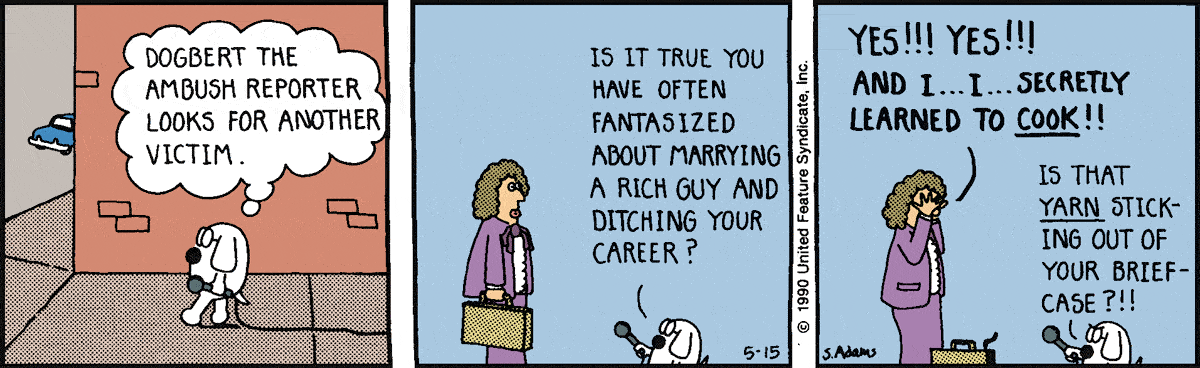 DOGBERT THE
AMBUSH REPORTER
LOOKS FOR ANOTHER
VICTIM.
IS IT TRUE YOU
HAVE OFTEN
FANTASIZED
ABOUT MARRYING
A RICH GUY AND
DITCHING YOUR
CAREER?
5-15
© 1990 United Feature Syndicate, Inc.
YES!!! YES!!!
AND I...I...SECRETLY
LEARNED TO COOK!!
IS THAT
YARN STICK-
ING OUT OF
YOUR BRIEF-
CASE?!!
S.Adams